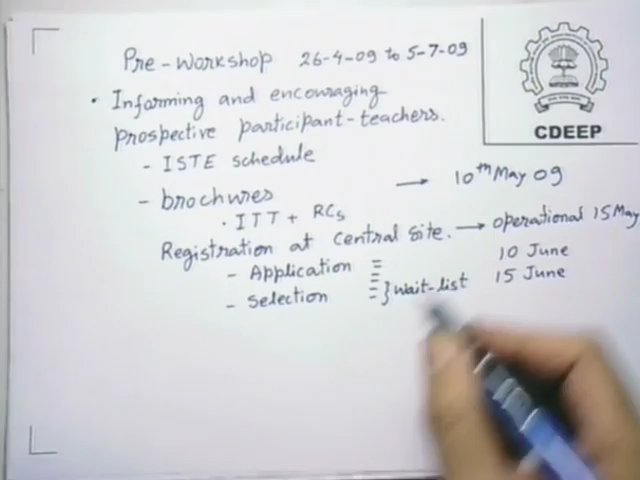 Pre-Workshop 26-4-09 to 5-7-09
• Informing and encouraging
prospective participant-teachers.
- ISTE schedule
- brochures → 10th May 09
• IIT + RCs
Registration at central site. → operational 15 May
- Application 10 June
- Selection } wait-list 15 June
CDEEP